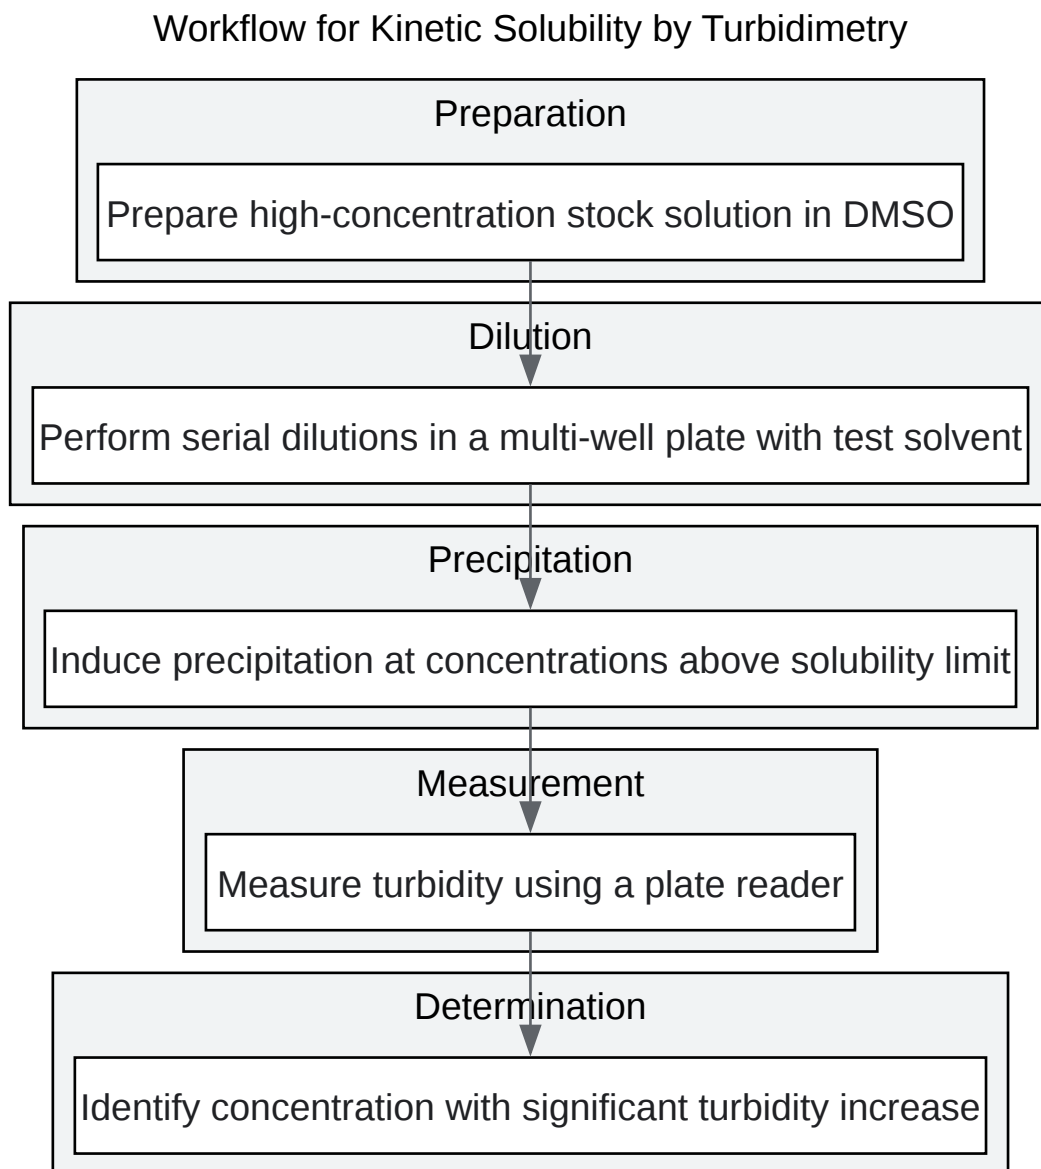 Workflow for Kinetic Solubility by Turbidimetry
Preparation
Prepare high-concentration stock solution in DMSO
Dilution
Perform serial dilutions in a multi-well plate with test solvent
Precipitation
Induce precipitation at concentrations above solubility limit
Measurement
Measure turbidity using a plate reader
Determination
Identify concentration with significant turbidity increase